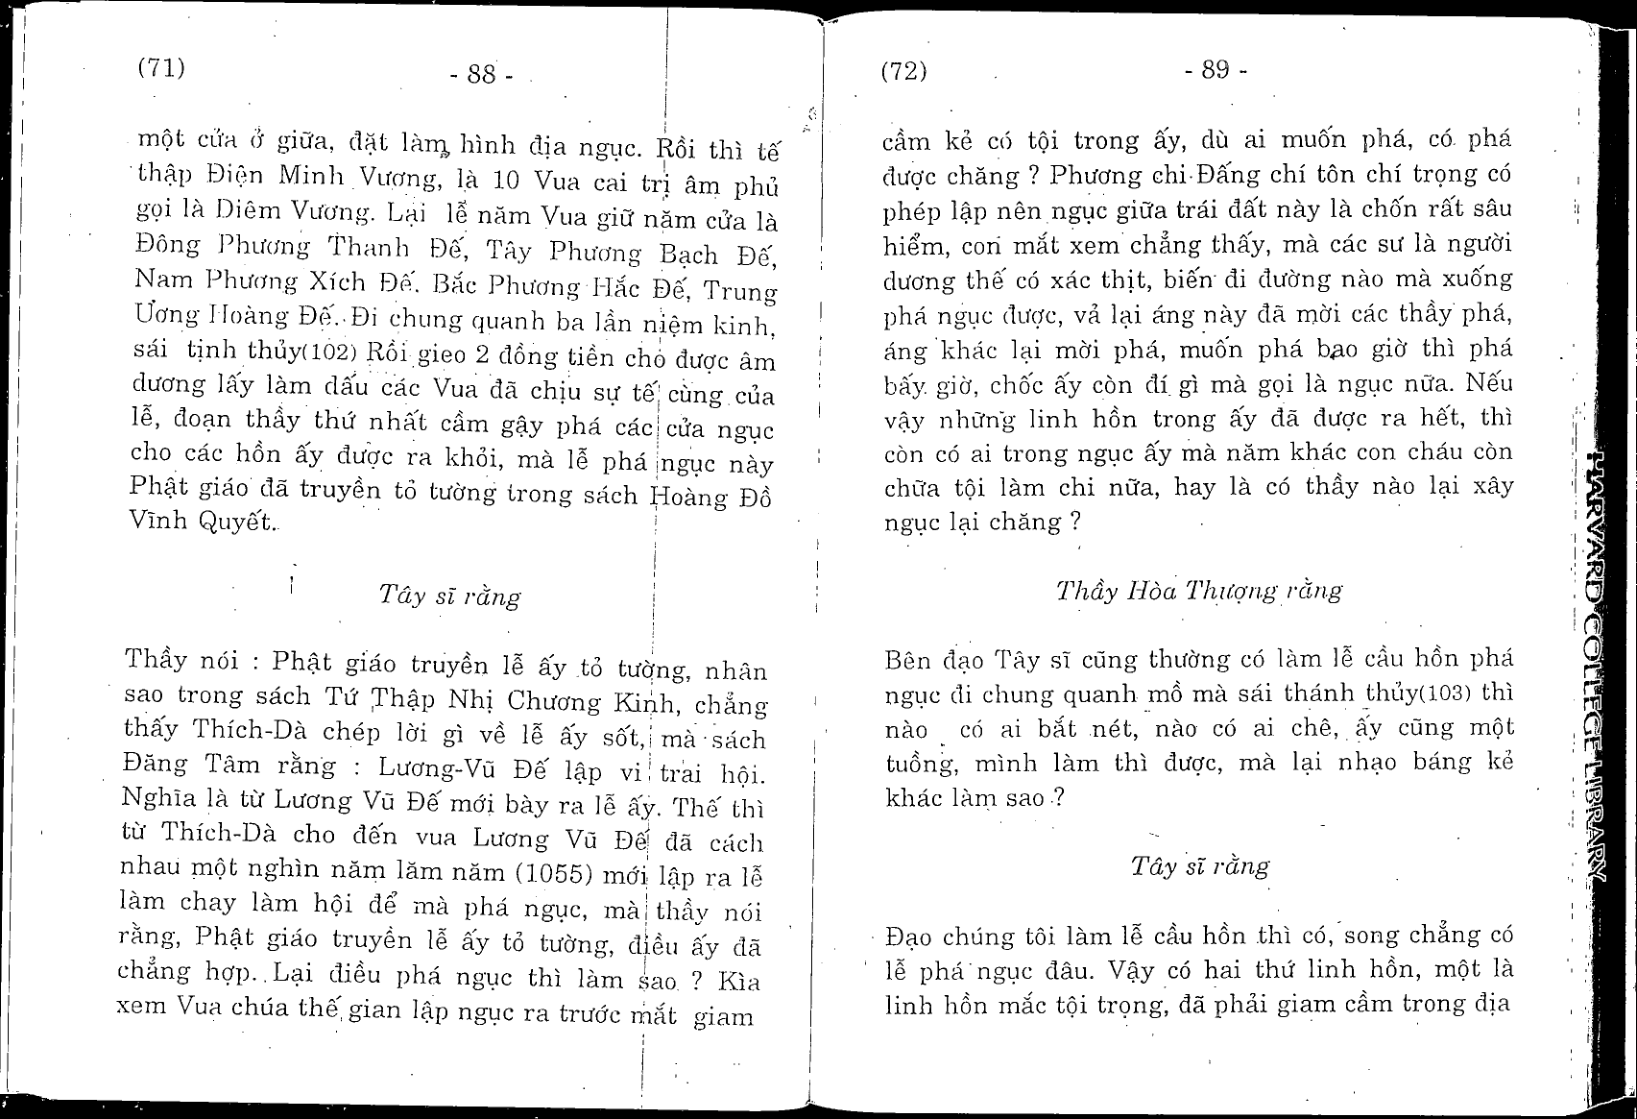 (71)
- 88 -
một cửa ở giữa, đặt làm hình địa ngục. Rồi thì tế
thập Điện Minh Vương, là 10 Vua cai trị âm phủ
gọi là Diêm Vương. Lại lễ năm Vua giữ năm cửa là
Đông Phương Thanh Đế, Tây Phương Bạch Đế,
Nam Phương Xích Đế. Bắc Phương Hắc Đế, Trung
Ương Hoàng Đế. Đi chung quanh ba lần niệm kinh,
sái tịnh thủy(102) Rồi gieo 2 đồng tiền cho được âm
dương lấy làm dấu các Vua đã chịu sự tế cùng của
lễ, đoạn thầy thứ nhất cầm gậy phá các cửa ngục
cho các hồn ấy được ra khỏi, mà lễ phá ngục này
Phật giáo đã truyền tỏ tường trong sách Hoàng Đồ
Vĩnh Quyết.
Tây sĩ rằng
Thầy nói : Phật giáo truyền lễ ấy tỏ tường, nhân
sao trong sách Tứ Thập Nhị Chương Kinh, chẳng
thấy Thích-Dà chép lời gì về lễ ấy sốt, mà sách
Đăng Tâm rằng : Lương-Vũ Đế lập vi trai hội.
Nghĩa là từ Lương Vũ Đế mới bày ra lễ ấy. Thế thì
từ Thích-Dà cho đến vua Lương Vũ Đế đã cách
nhau một nghìn năm lăm năm (1055) mới lập ra lễ
làm chay làm hội để mà phá ngục, mà thầy nói
rằng, Phật giáo truyền lễ ấy tỏ tường, điều ấy đã
chẳng hợp. Lại điều phá ngục thì làm sao ? Kìa
xem Vua chúa thế gian lập ngục ra trước mắt giam
(72)
- 89 -
cầm kẻ có tội trong ấy, dù ai muốn phá, có phá
được chăng ? Phương chi Đấng chí tôn chí trọng có
phép lập nên ngục giữa trái đất này là chốn rất sâu
hiểm, con mắt xem chẳng thấy, mà các sư là người
dương thế có xác thịt, biến đi đường nào mà xuống
phá ngục được, vả lại áng này đã mời các thầy phá,
áng khác lại mời phá, muốn phá bao giờ thì phá
bấy giờ, chốc ấy còn đí gì mà gọi là ngục nữa. Nếu
vậy những linh hồn trong ấy đã được ra hết, thì
còn có ai trong ngục ấy mà năm khác con cháu còn
chữa tội làm chi nữa, hay là có thầy nào lại xây
ngục lại chăng ?
Thầy Hòa Thượng rằng
Bên đạo Tây sĩ cũng thường có làm lễ cầu hồn phá
ngục đi chung quanh mồ mà sái thánh thủy(103) thì
nào có ai bắt nét, nào có ai chê, ấy cũng một
tuồng, mình làm thì được, mà lại nhạo báng kẻ
khác làm sao ?
Tây sĩ rằng
Đạo chúng tôi làm lễ cầu hồn thì có, song chẳng có
lễ phá ngục đâu. Vậy có hai thứ linh hồn, một là
linh hồn mắc tội trọng, đã phải giam cầm trong địa
HARVARD COLLEGE LIBRARY